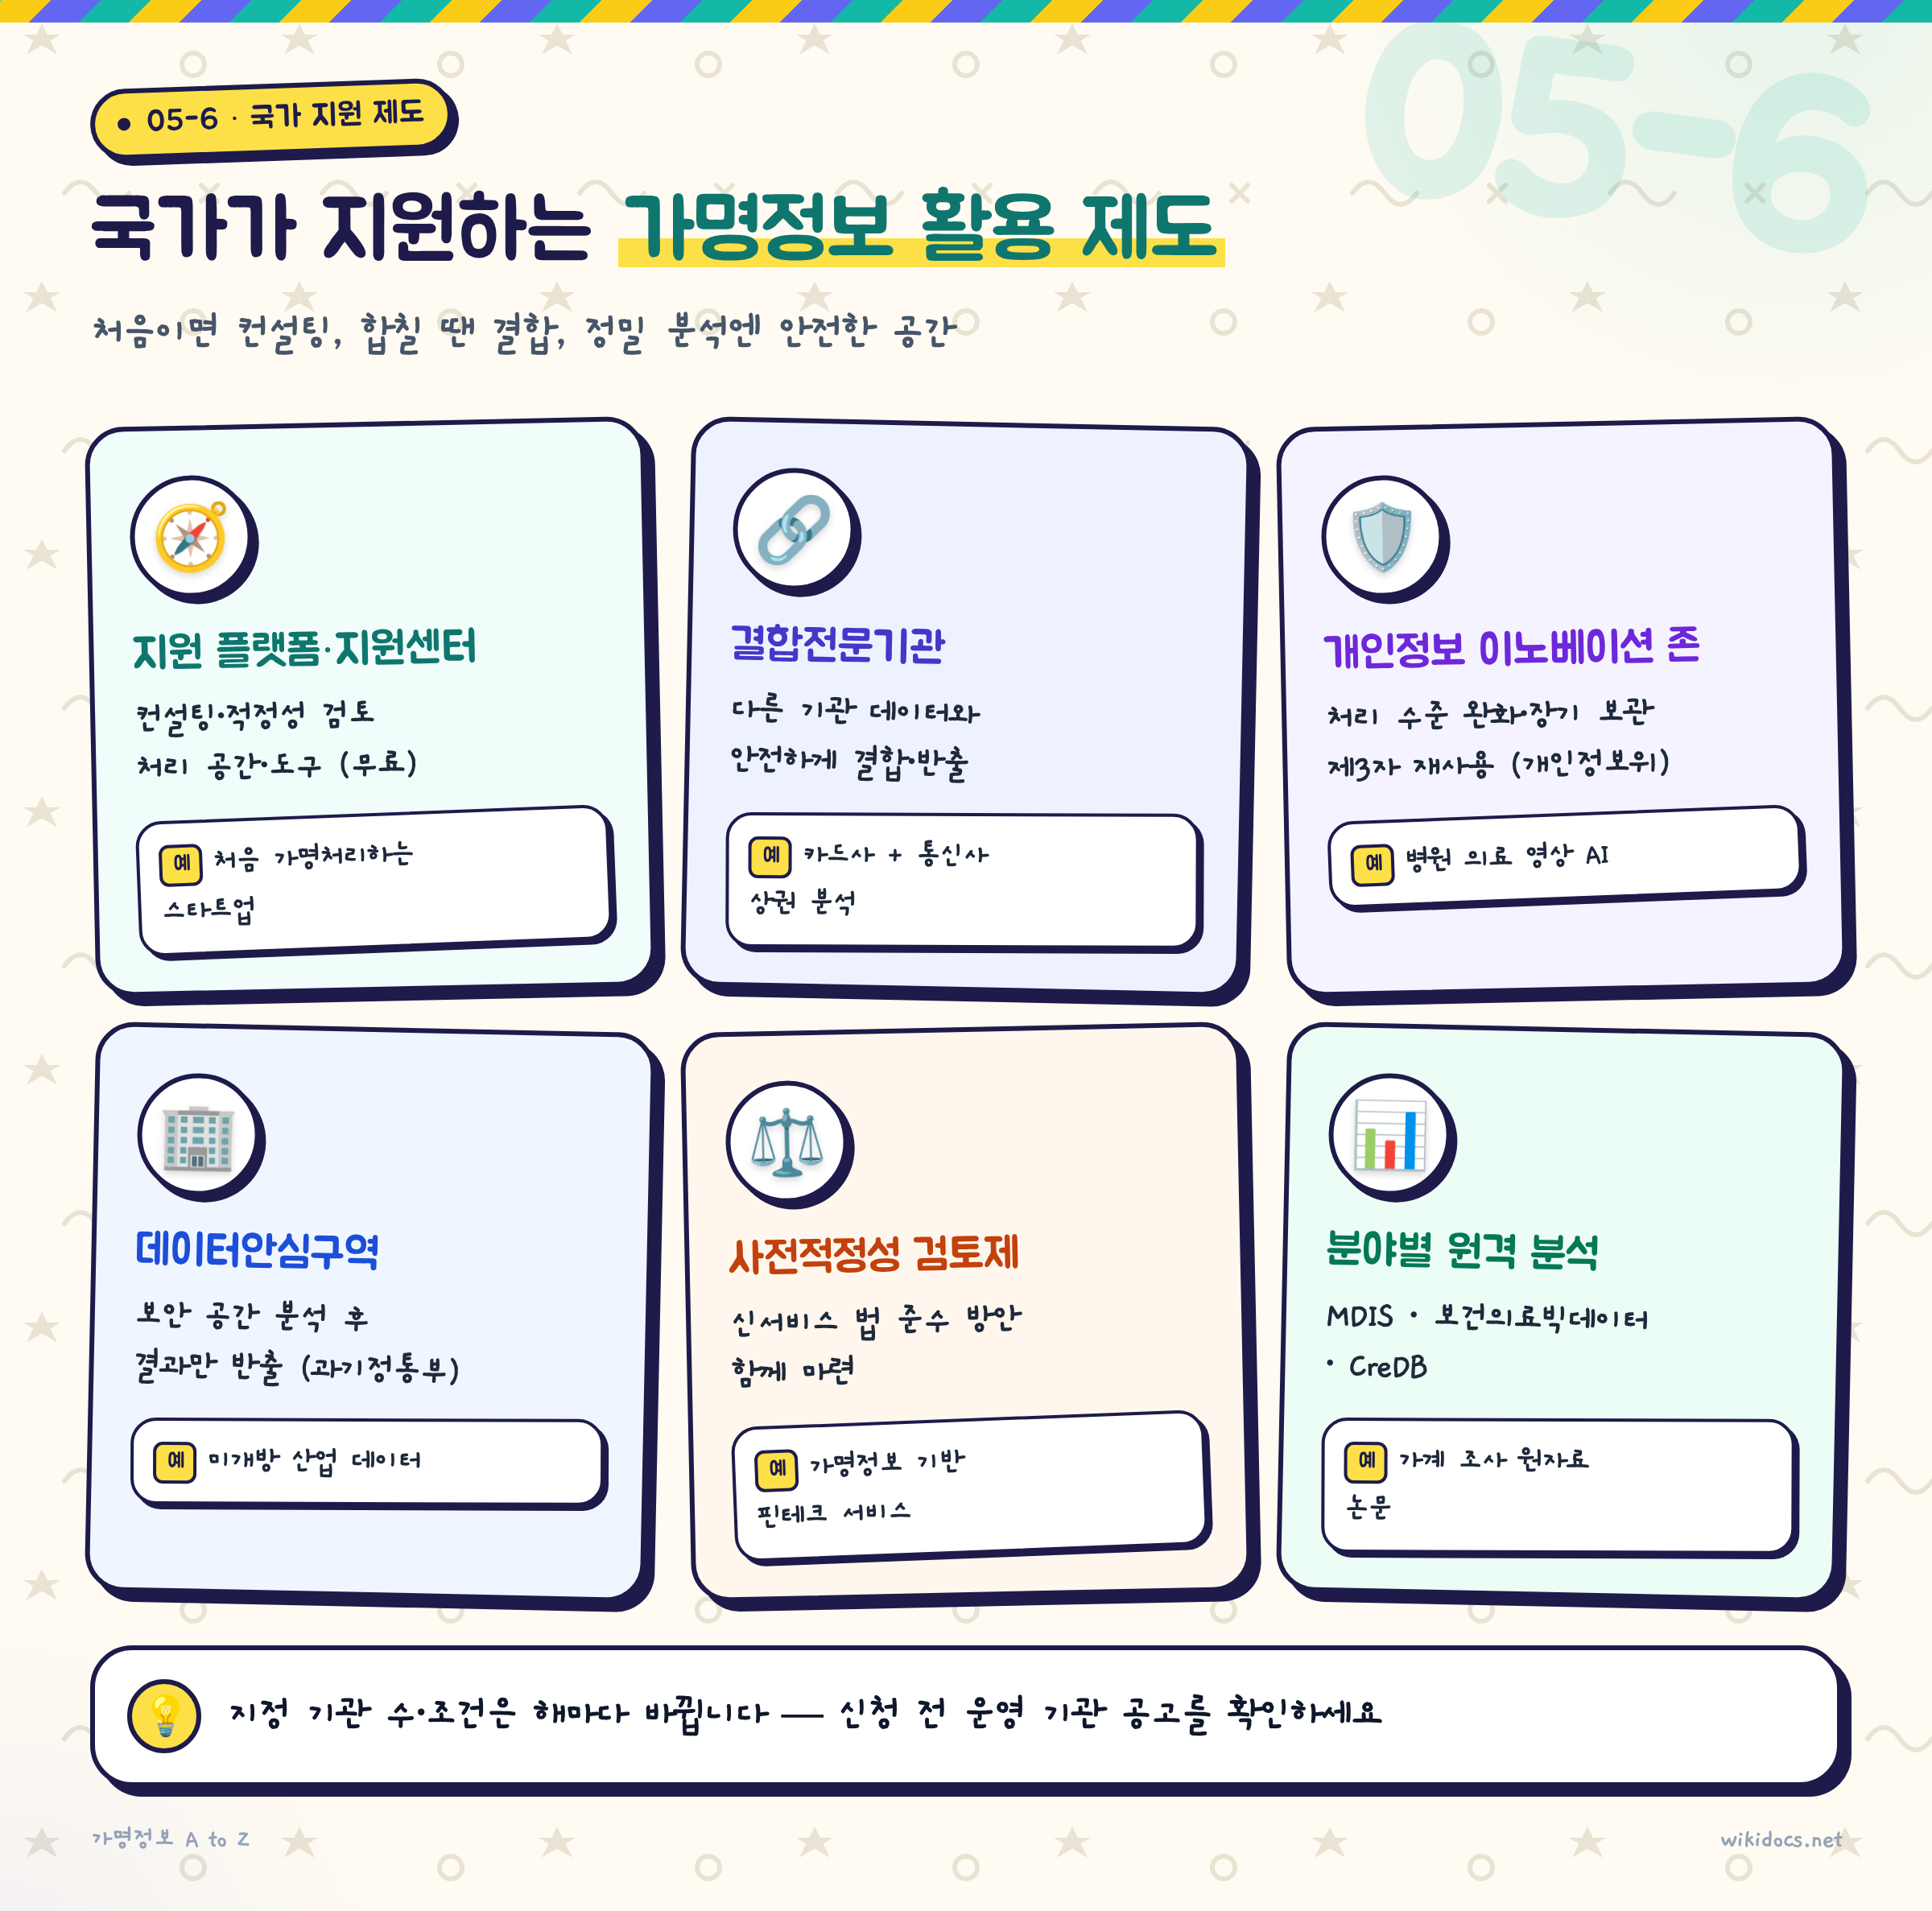 05-6
05-6 · 국가 지원 제도
국가가 지원하는 가명정보 활용 제도
처음이면 컨설팅, 합칠 땐 결합, 정밀 분석엔 안전한 공간
지원 플랫폼·지원센터
컨설팅·적정성 검토
처리 공간·도구 (무료)
예 처음 가명처리하는
스타트업
결합전문기관
다른 기관 데이터와
안전하게 결합·반출
예 카드사 + 통신사
상권 분석
개인정보 이노베이션 존
처리 수준 완화·장기 보관
제3자 재사용 (개인정보위)
예 병원 의료 영상 AI
데이터안심구역
보안 공간 분석 후
결과만 반출 (과기정통부)
예 미개방 산업 데이터
사전적정성 검토제
신서비스 법 준수 방안
함께 마련
예 가명정보 기반
핀테크 서비스
분야별 원격 분석
MDIS · 보건의료빅데이터
· CreDB
예 가계 조사 원자료
논문
지정 기관 수·조건은 해마다 바뀝니다 — 신청 전 운영 기관 공고를 확인하세요
가명정보 A to Z
wikidocs.net